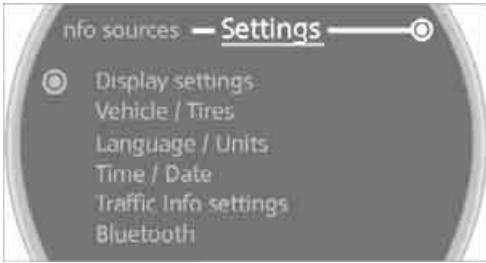 nfo sources Settings
Display settings
Vehicle / Tires
Language / Units
Time / Date
Traffic Info settings
Bluetooth